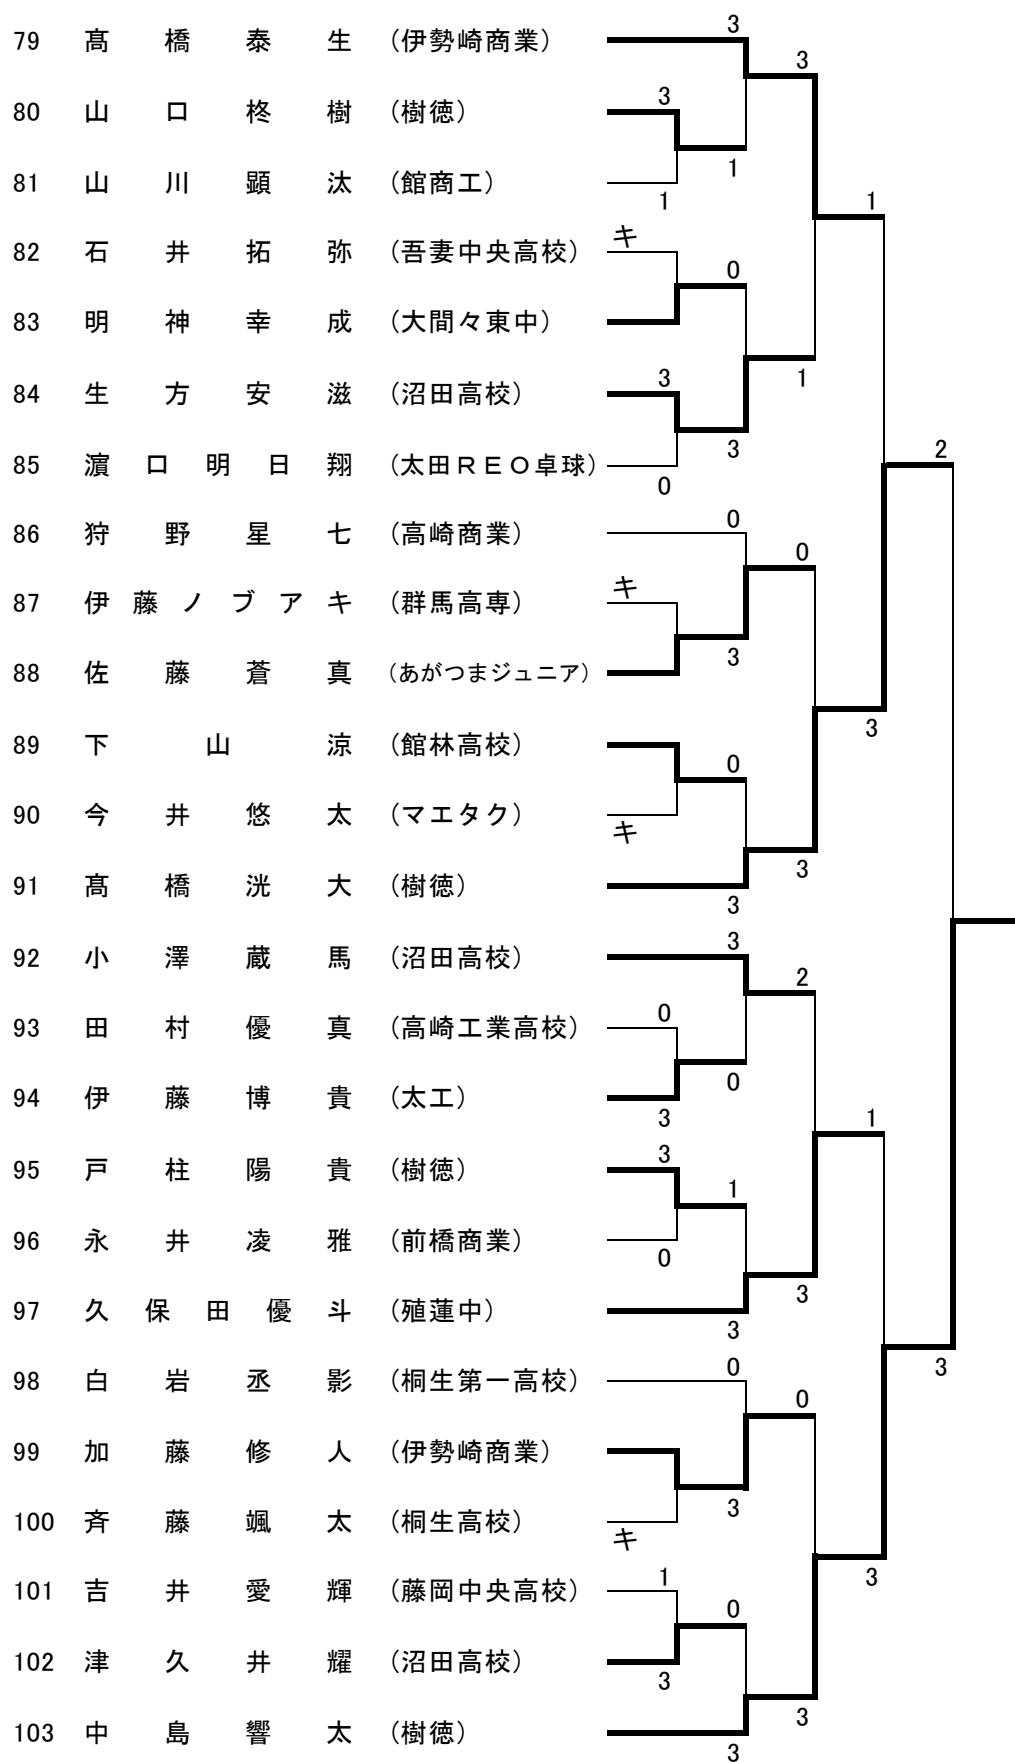 79 髙橋泰生 (伊勢崎商業) 3
3
80 山口柊樹 (樹徳) 3
1
81 山川顕汰 (館商工) 1
1
82 石井拓弥 (吾妻中央高校) キ
0
83 明神幸成 (大間々東中)
1
84 生方安滋 (沼田高校) 3
3
85 濵口明日翔 (太田REO卓球) 0
2
86 狩野星七 (高崎商業) 0
0
87 伊藤ノブアキ (群馬高専) キ
3
88 佐藤蒼真 (あがつまジュニア)
3
89 下山涼 (館林高校)
0
90 今井悠太 (マエタク) キ
3
91 髙橋洸大 (樹徳) 3
92 小澤蔵馬 (沼田高校) 3
2
93 田村優真 (高崎工業高校) 0
0
94 伊藤博貴 (太工) 3
1
95 戸柱陽貴 (樹徳) 3
1
96 永井凌雅 (前橋商業) 0
3
97 久保田優斗 (殖蓮中) 3
3
98 白岩丞影 (桐生第一高校) 0
0
99 加藤修人 (伊勢崎商業)
3
100 斉藤颯太 (桐生高校) キ
3
101 吉井愛輝 (藤岡中央高校) 1
0
102 津久井耀 (沼田高校) 3
3
103 中島響太 (樹徳) 3